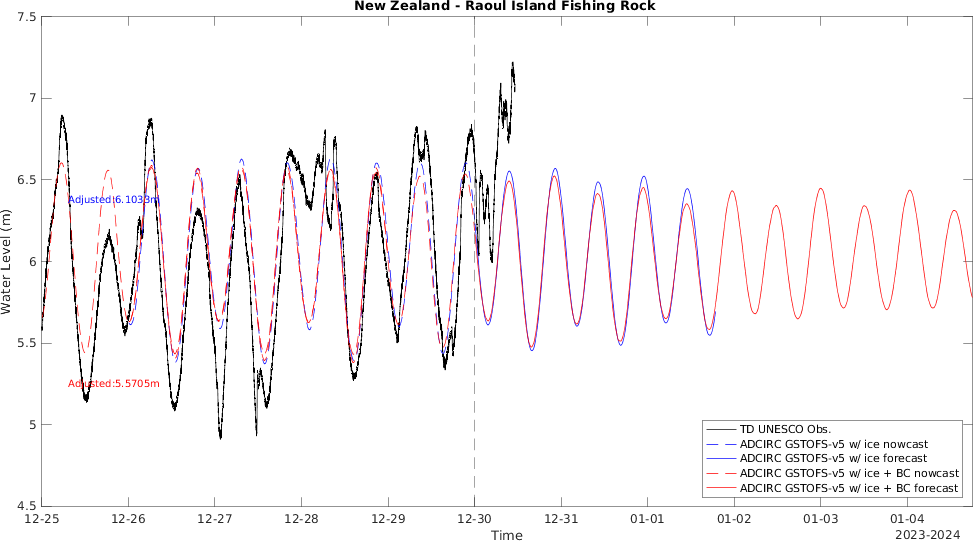 New Zealand - Raoul Island Fishing Rock
7.5
7
6.5
6
5.5
5
4.5
Water Level (m)
Adjusted:6.1033m
Adjusted:5.5705m
TD UNESCO Obs.
ADCIRC GSTOFS-v5 w/ ice nowcast
ADCIRC GSTOFS-v5 w/ ice forecast
ADCIRC GSTOFS-v5 w/ ice + BC nowcast
ADCIRC GSTOFS-v5 w/ ice + BC forecast
12-25 12-26 12-27 12-28 12-29 12-30 12-31 01-01 01-02 01-03 01-04
Time
2023-2024